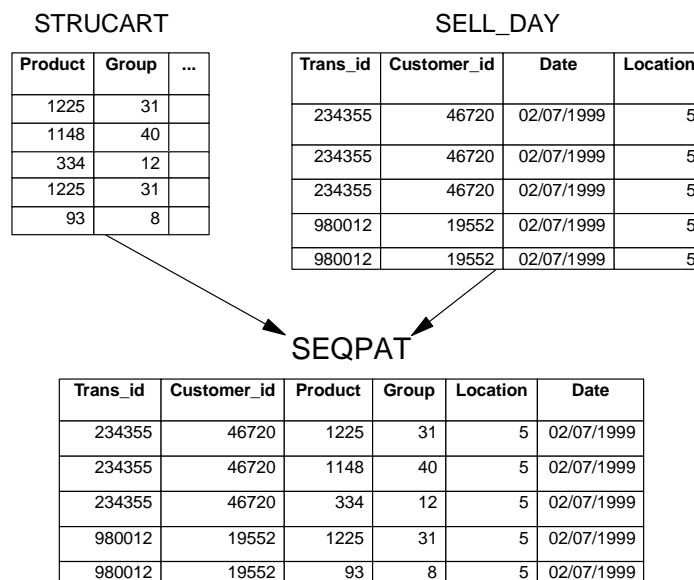 STRUCART
Product Group ...
1225 31
1148 40
334 12
1225 31
93 8
SELL_DAY
Trans_id Customer_id Date Location
234355 46720 02/07/1999 5
234355 46720 02/07/1999 5
234355 46720 02/07/1999 5
980012 19552 02/07/1999 5
980012 19552 02/07/1999 5
SEQPAT
Trans_id Customer_id Product Group Location Date
234355 46720 1225 31 5 02/07/1999
234355 46720 1148 40 5 02/07/1999
234355 46720 334 12 5 02/07/1999
980012 19552 1225 31 5 02/07/1999
980012 19552 93 8 5 02/07/1999